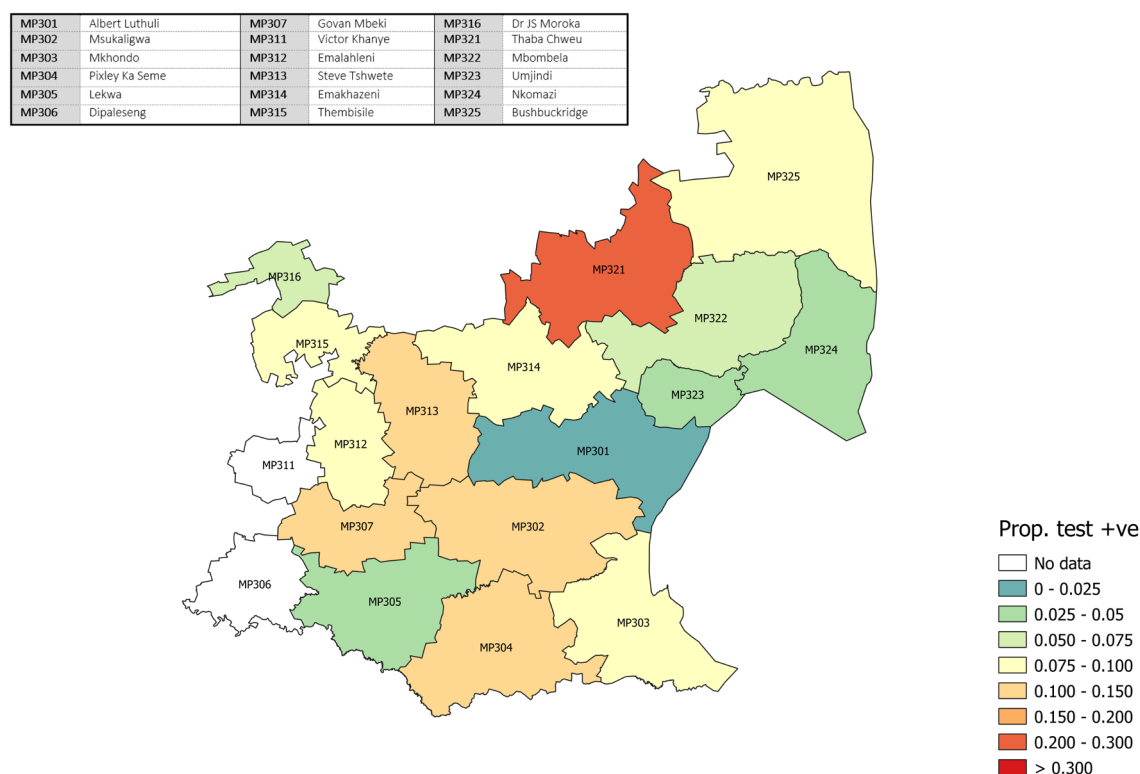 MP301 Albert Luthuli MP307 Govan Mbeki MP316 Dr JS Moroka
MP302 Msukaligwa MP311 Victor Khanye MP321 Thaba Chweu
MP303 Mkhondo MP312 Emalahleni MP322 Mbombela
MP304 Pixley Ka Seme MP313 Steve Tshwete MP323 Umjindi
MP305 Lekwa MP314 Emakhazeni MP324 Nkomazi
MP306 Dipaleseng MP315 Thembisile MP325 Bushbuckridge
MP325
MP321
MP316
MP322
MP315
MP324
MP314
MP323
MP313
MP312
MP301
MP311
MP307
MP302
MP306
MP305
MP303
MP304
Prop. test +ve
No data
0 - 0.025
0.025 - 0.05
0.050 - 0.075
0.075 - 0.100
0.100 - 0.150
0.150 - 0.200
0.200 - 0.300
> 0.300